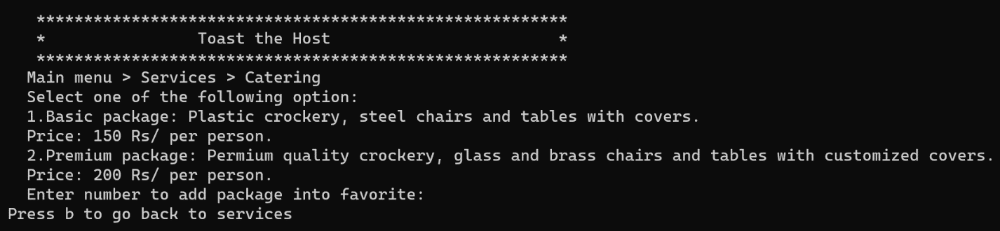 ********************************************************
* Toast the Host *
********************************************************
Main menu > Services > Catering
Select one of the following option:
1.Basic package: Plastic crockery, steel chairs and tables with covers.
Price: 150 Rs/ per person.
2.Premium package: Permium quality crockery, glass and brass chairs and tables with customized covers.
Price: 200 Rs/ per person.
Enter number to add package into favorite:
Press b to go back to services